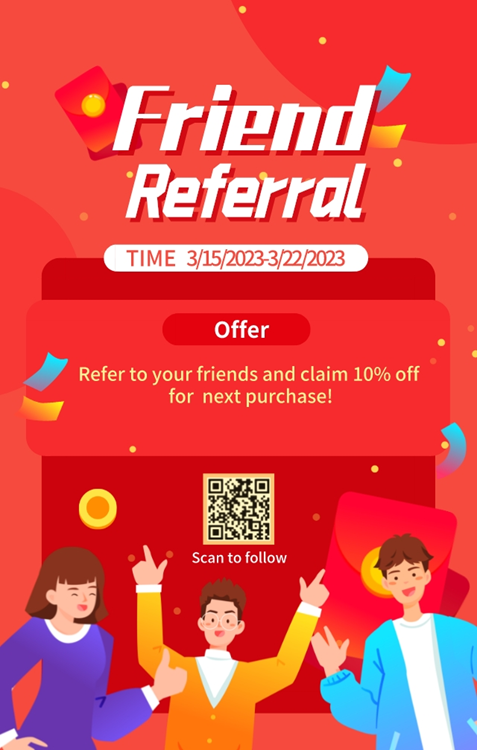 Friend
Referral
TIME 3/15/2023-3/22/2023
Offer
Refer to your friends and claim 10% off
for next purchase!
Scan to follow